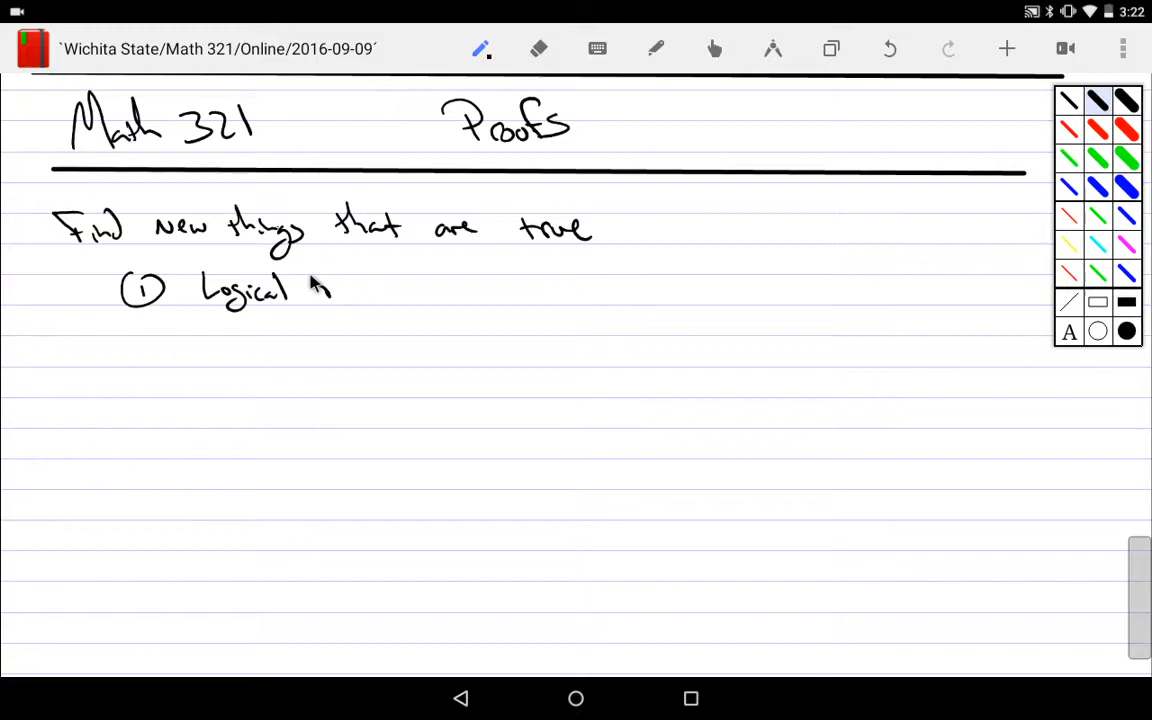 3:22
`Wichita State/Math 321/Online/2016-09-09´
Math 321 Proofs
Find new things that are true
① Logical
A